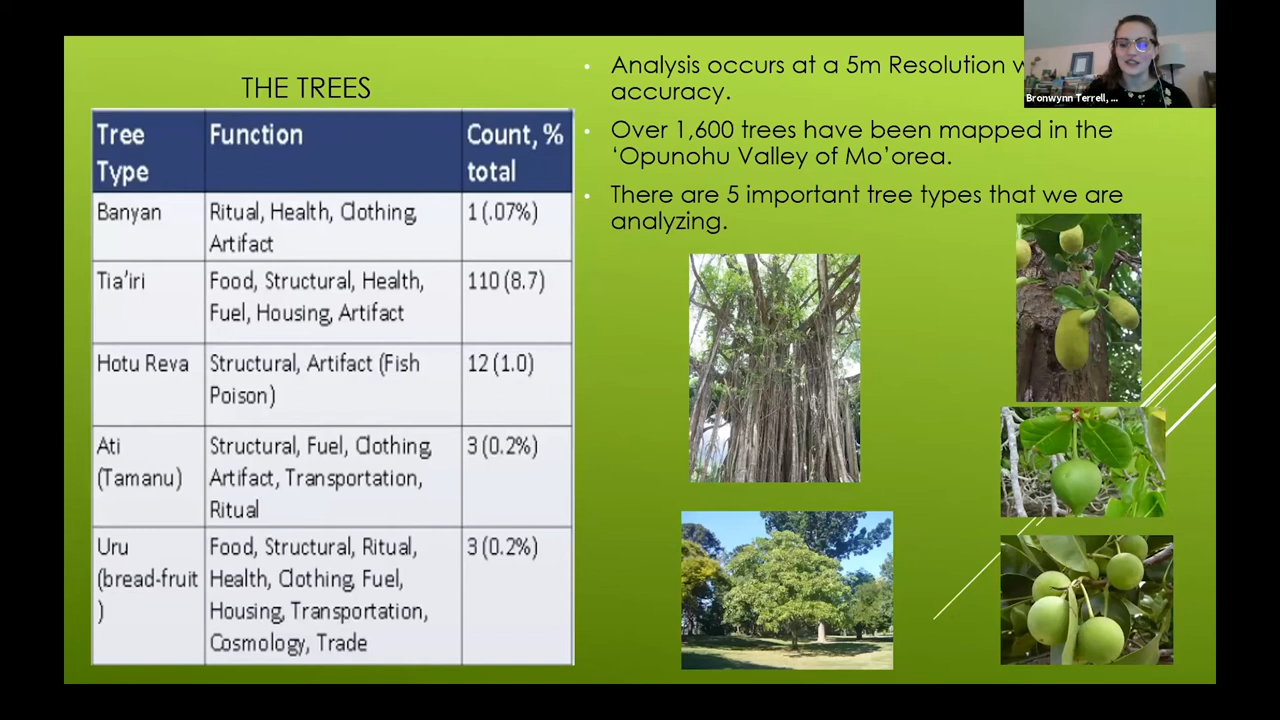 THE TREES
Tree
Type
Function
Count, %
total
Banyan
Ritual, Health, Clothing,
Artifact
1 (.07%)
Tia'iri
Food, Structural, Health,
Fuel, Housing, Artifact
110 (8.7)
Hotu Reva
Structural, Artifact (Fish
Poison)
12 (1.0)
Ati
(Tamanu)
Structural, Fuel, Clothing,
Artifact, Transportation,
Ritual
3 (0.2%)
Uru
(bread-fruit
)
Food, Structural, Ritual,
Health, Clothing, Fuel,
Housing, Transportation,
Cosmology, Trade
3 (0.2%)
• Analysis occurs at a 5m Resolution
accuracy.
• Over 1,600 trees have been mapped in the
‘Opunohu Valley of Mo’orea.
• There are 5 important tree types that we are
analyzing.
Bronwynn Terrell, ...